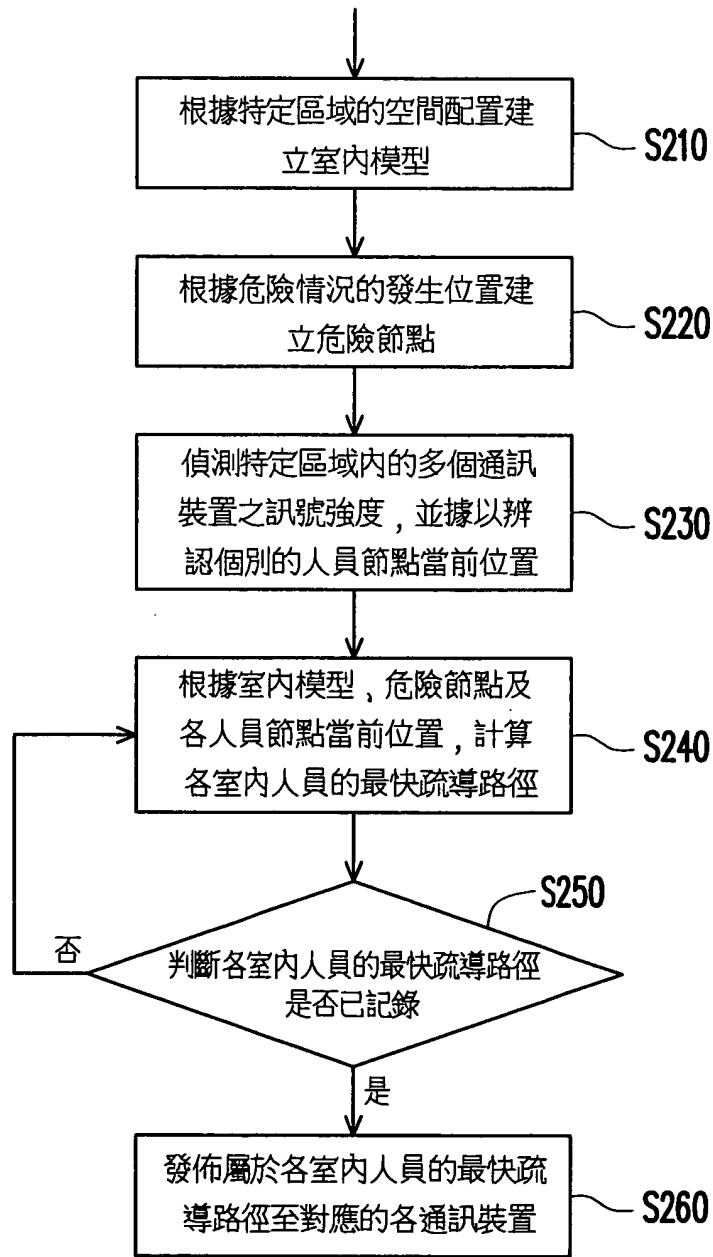 根據特定區域的空間配置建
立室內模型
S210
根據危險情況的發生位置建
立危險節點
S220
偵測特定區域內的多個通訊
裝置之訊號強度，並據以辨
認個別的人員節點當前位置
S230
根據室內模型、危險節點及
各人員節點當前位置，計算
各室內人員的最快疏導路徑
S240
S250
否
判斷各室內人員的最快疏導路徑
是否已記錄
是
發佈屬於各室內人員的最快疏
導路徑至對應的各通訊裝置
S260